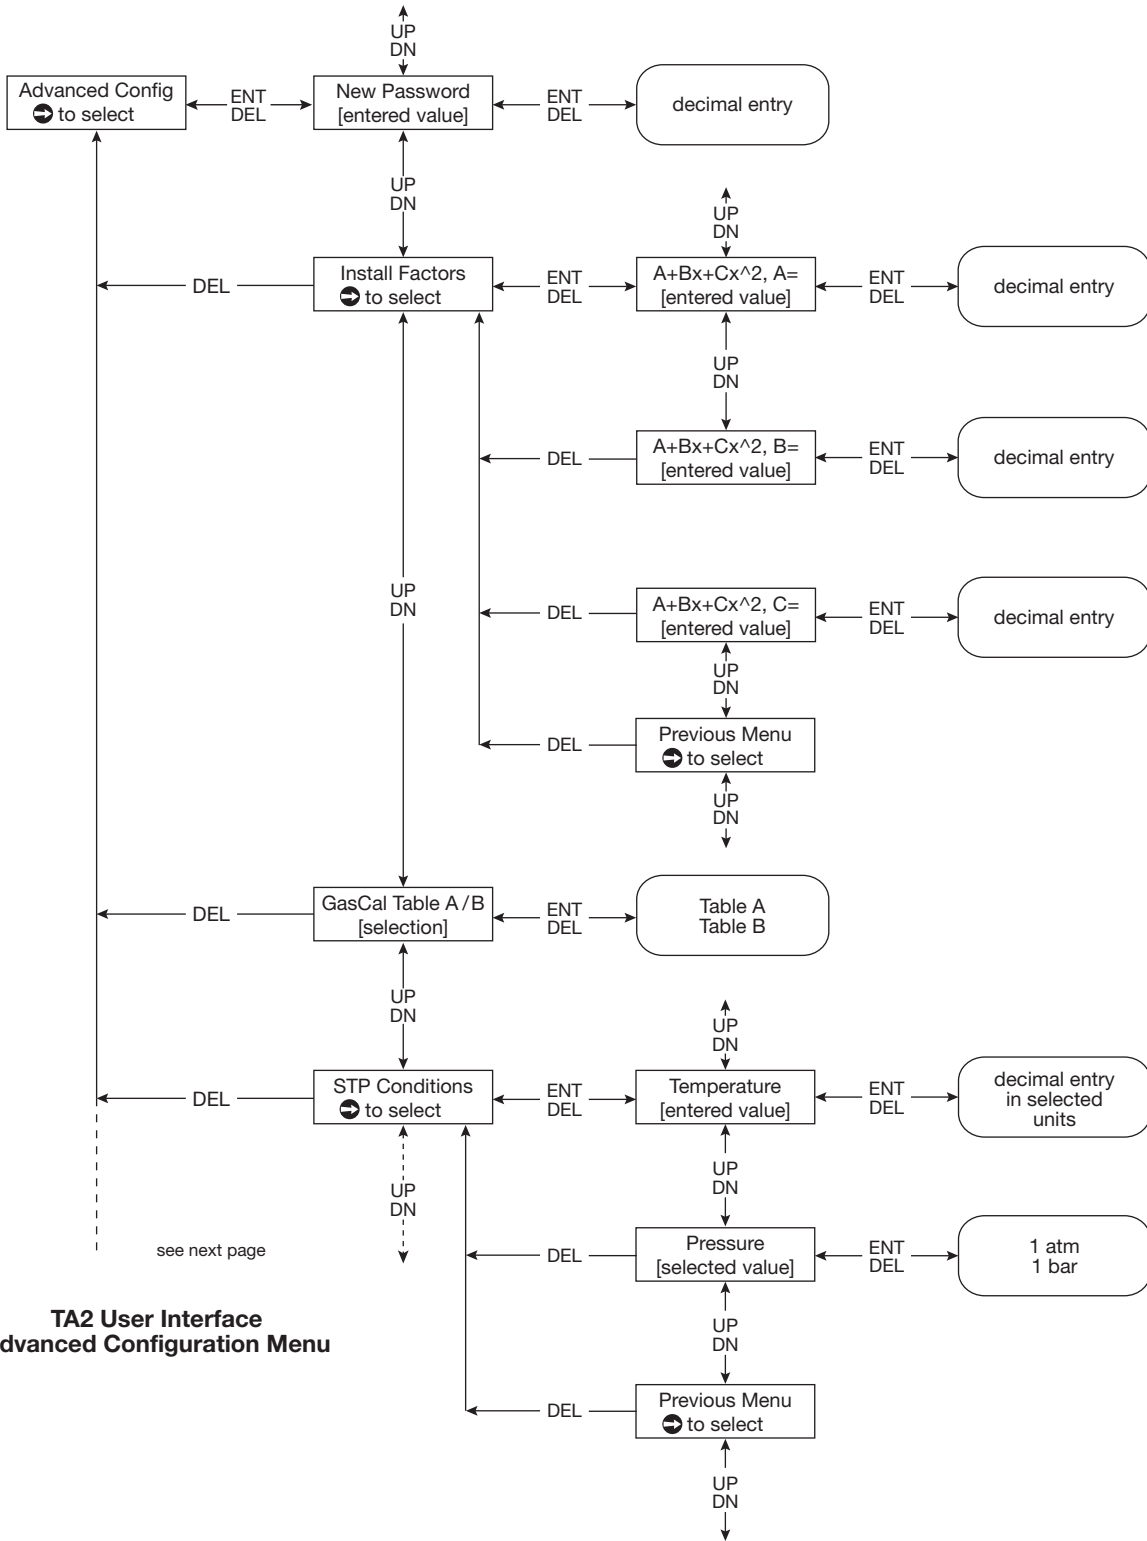 UP
DN
Advanced Config
to select
ENT
DEL
New Password
[entered value]
ENT
DEL
decimal entry
UP
DN
UP
DN
DEL
Install Factors
to select
ENT
DEL
A+Bx+Cx^2, A=
[entered value]
ENT
DEL
decimal entry
UP
DN
DEL
A+Bx+Cx^2, B=
[entered value]
ENT
DEL
decimal entry
UP
DN
DEL
A+Bx+Cx^2, C=
[entered value]
ENT
DEL
decimal entry
UP
DN
DEL
Previous Menu
to select
UP
DN
DEL
GasCal Table A/B
[selection]
ENT
DEL
Table A
Table B
UP
DN
UP
DN
DEL
STP Conditions
to select
ENT
DEL
Temperature
[entered value]
ENT
DEL
decimal entry
in selected
units
UP
DN
UP
DN
see next page
DEL
Pressure
[selected value]
ENT
DEL
1 atm
1 bar
TA2 User Interface
dvanced Configuration Menu
UP
DN
DEL
Previous Menu
to select
UP
DN